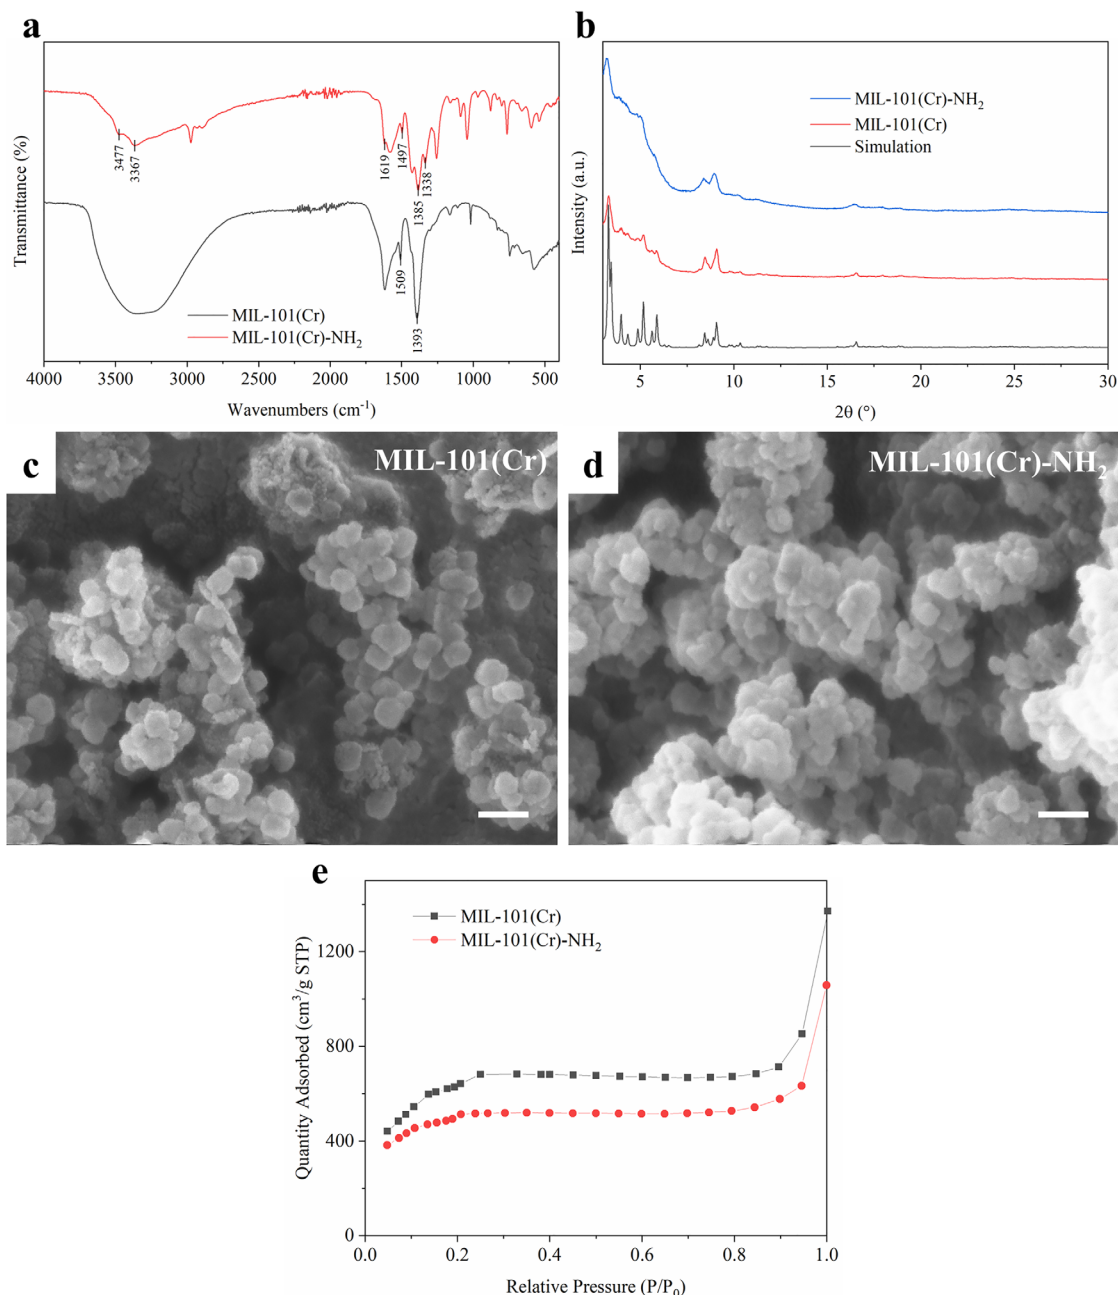 a
Transmittance (%)
3477
3367
1619
1497
1385
1338
1509
1393
MIL-101(Cr)
MIL-101(Cr)-NH₂
4000 3500 3000 2500 2000 1500 1000 500
Wavenumbers (cm⁻¹)
b
Intensity (a.u.)
MIL-101(Cr)-NH₂
MIL-101(Cr)
Simulation
5 10 15 20 25 30
2θ (°)
c
MIL-101(Cr)
d
MIL-101(Cr)-NH₂
e
Quantity Adsorbed (cm³/g STP)
MIL-101(Cr)
MIL-101(Cr)-NH₂
1200
800
400
0
0.0 0.2 0.4 0.6 0.8 1.0
Relative Pressure (P/P₀)